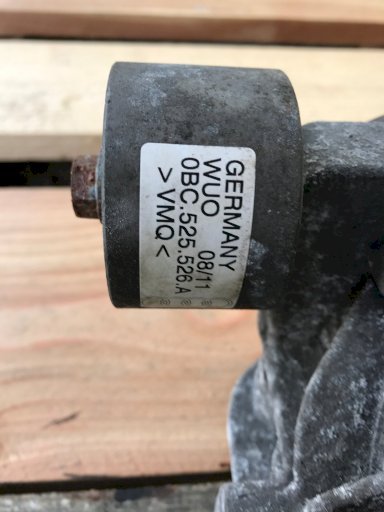 GERMANY
WUO 08/11
0BC.525.526.A
>VMQ<